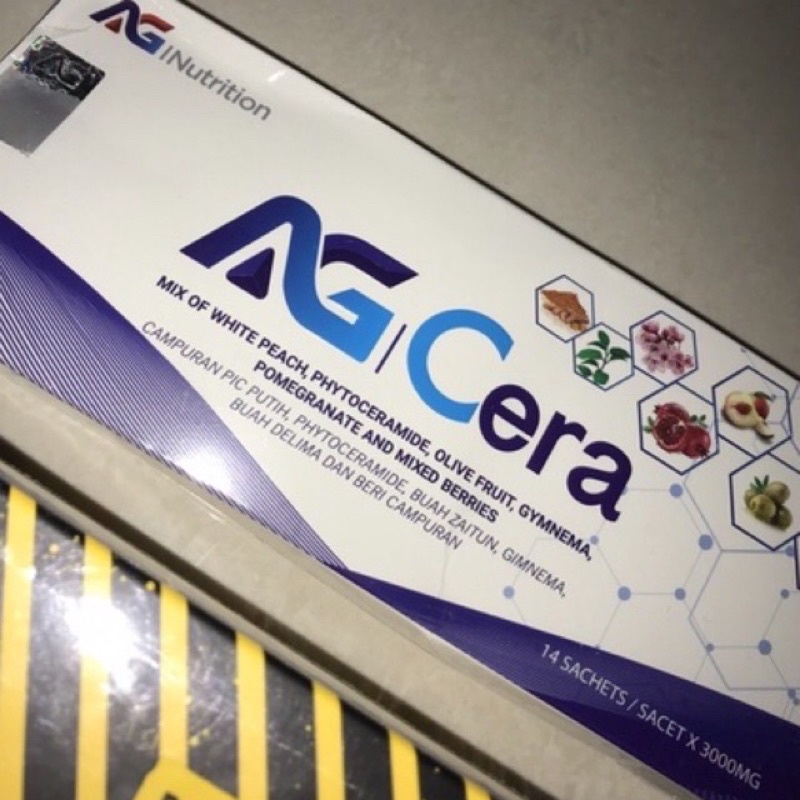 AG | Nutrition
AG
AG | Cera
MIX OF WHITE PEACH, PHYTOCERAMIDE, OLIVE FRUIT, GYMNEMA,
POMEGRANATE AND MIXED BERRIES
CAMPURAN PIC PUTIH, PHYTOCERAMIDE, BUAH ZAITUN, GIMNEMA,
BUAH DELIMA DAN BERI CAMPURAN
14 SACHETS / SACET X 3000MG